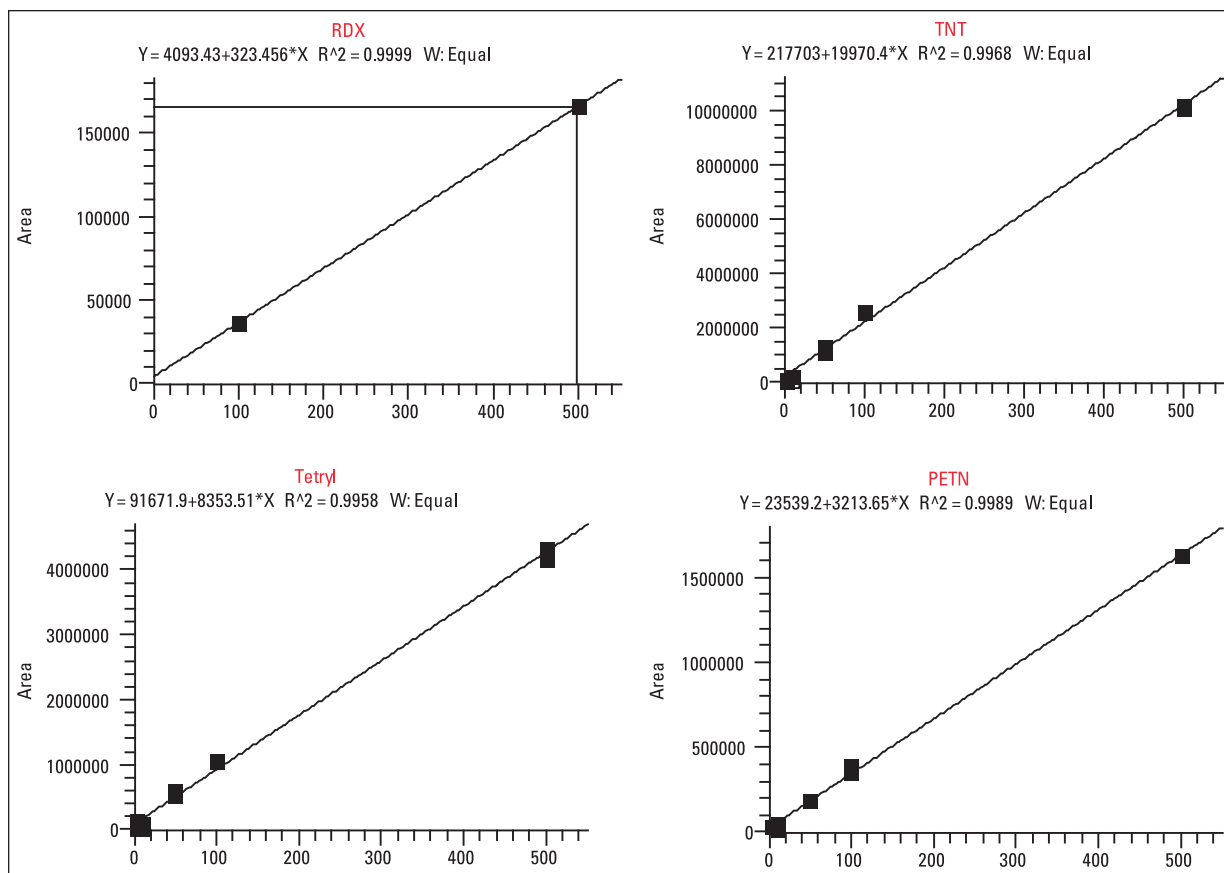 RDX
Y = 4093.43+323.456*X R^2 = 0.9999 W: Equal
150000
100000
50000
0
Area
0 100 200 300 400 500
TNT
Y = 217703+19970.4*X R^2 = 0.9968 W: Equal
10000000
8000000
6000000
4000000
2000000
0
Area
0 100 200 300 400 500
Tetryl
Y = 91671.9+8353.51*X R^2 = 0.9958 W: Equal
4000000
3000000
2000000
1000000
0
Area
0 100 200 300 400 500
PETN
Y = 23539.2+3213.65*X R^2 = 0.9989 W: Equal
1500000
1000000
500000
0
Area
0 100 200 300 400 500